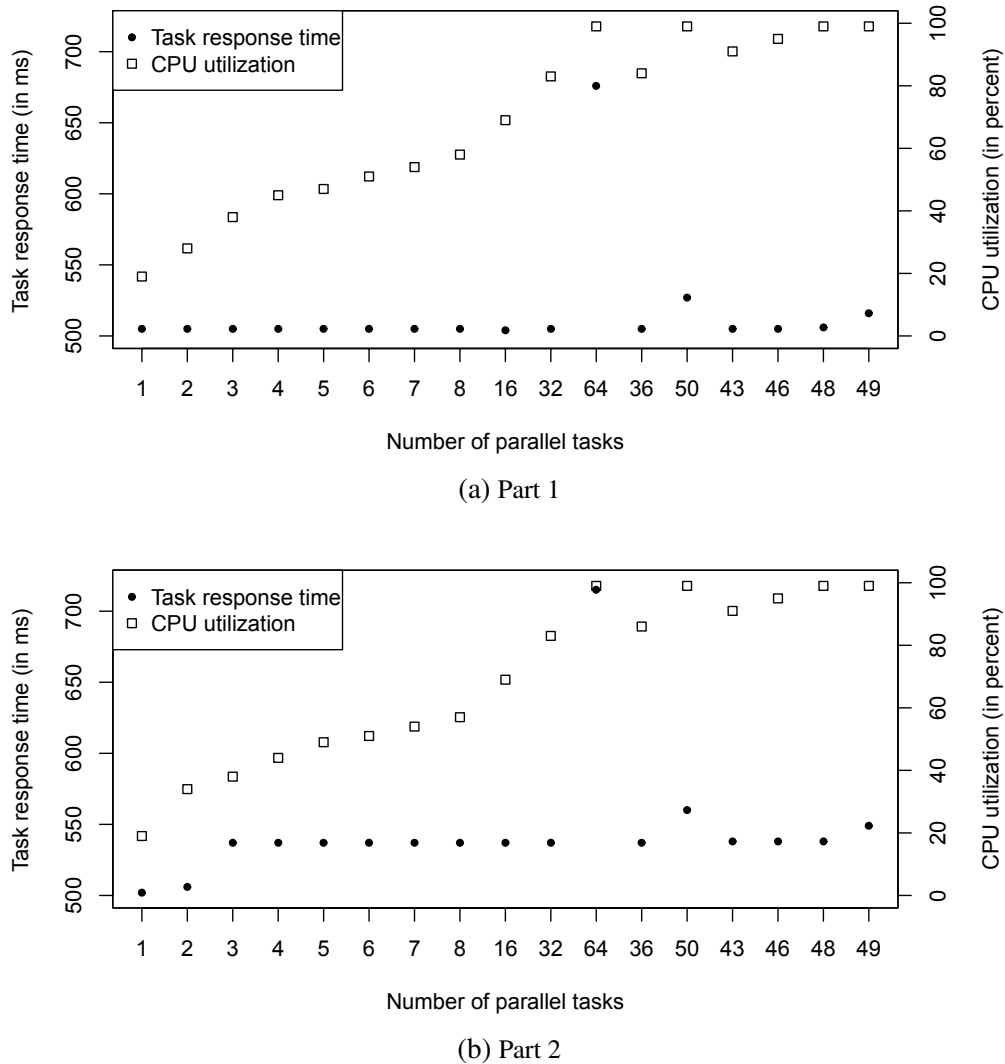 Task response time
CPU utilization
Task response time (in ms)
500 550 600 650 700
CPU utilization (in percent)
0 20 40 60 80 100
1 2 3 4 5 6 7 8 16 32 64 36 50 43 46 48 49
Number of parallel tasks
(a) Part 1
Task response time
CPU utilization
Task response time (in ms)
500 550 600 650 700
CPU utilization (in percent)
0 20 40 60 80 100
1 2 3 4 5 6 7 8 16 32 64 36 50 43 46 48 49
Number of parallel tasks
(b) Part 2